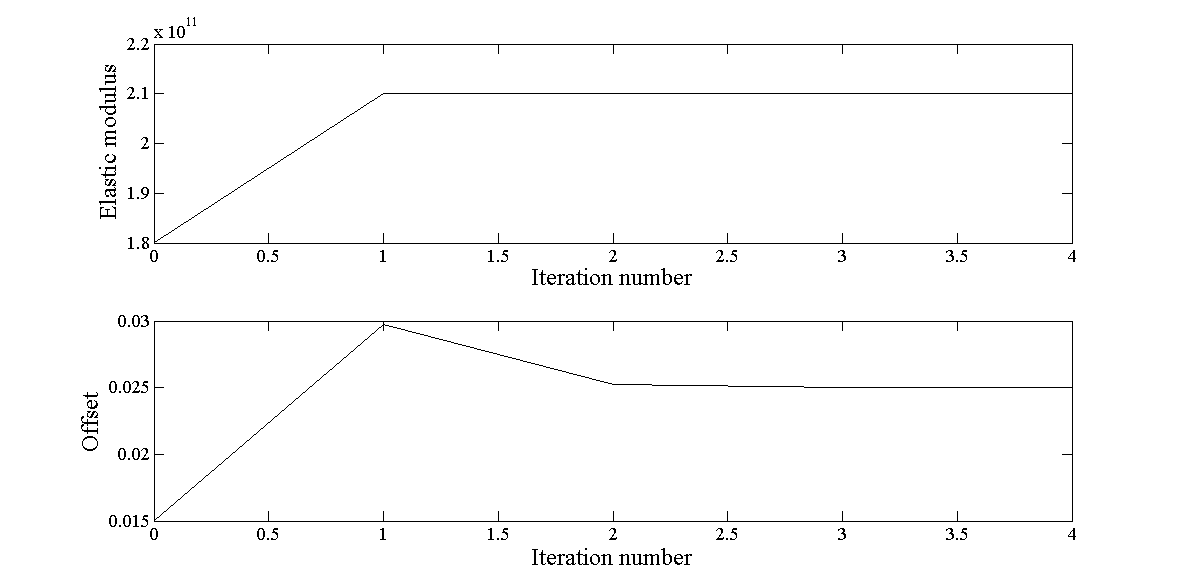 x 10^11
2.2
2.1
2
1.9
1.8
Elastic modulus
0 0.5 1 1.5 2 2.5 3 3.5 4
Iteration number
0.03
0.025
0.02
0.015
Offset
0 0.5 1 1.5 2 2.5 3 3.5 4
Iteration number